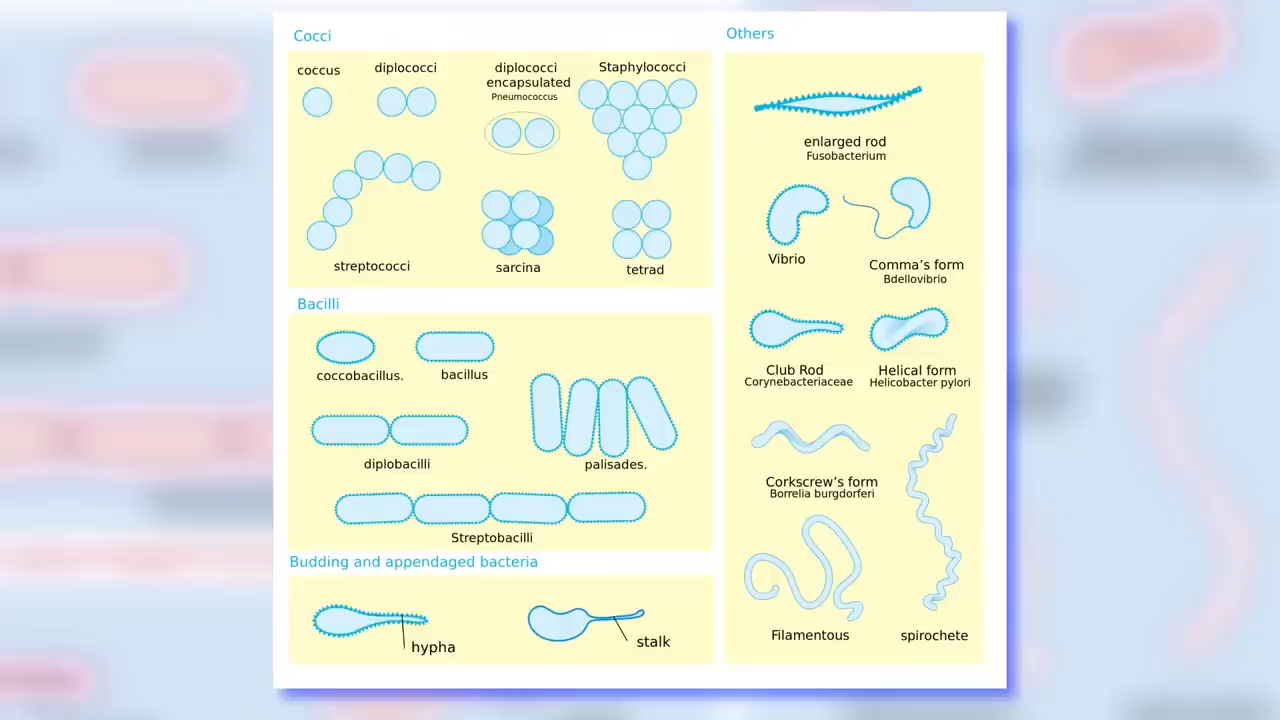 Cocci
coccus
diplococci
diplococci
encapsulated
Pneumococcus
Staphylococci
streptococci
sarcina
tetrad
Bacilli
coccobacillus.
bacillus
diplobacilli
palisades.
Streptobacilli
Budding and appendaged bacteria
hypha
stalk
Others
enlarged rod
Fusobacterium
Vibrio
Comma’s form
Bdellovibrio
Club Rod
Corynebacteriaceae
Helical form
Helicobacter pylori
Corkscrew’s form
Borrelia burgdorferi
Filamentous
spirochete